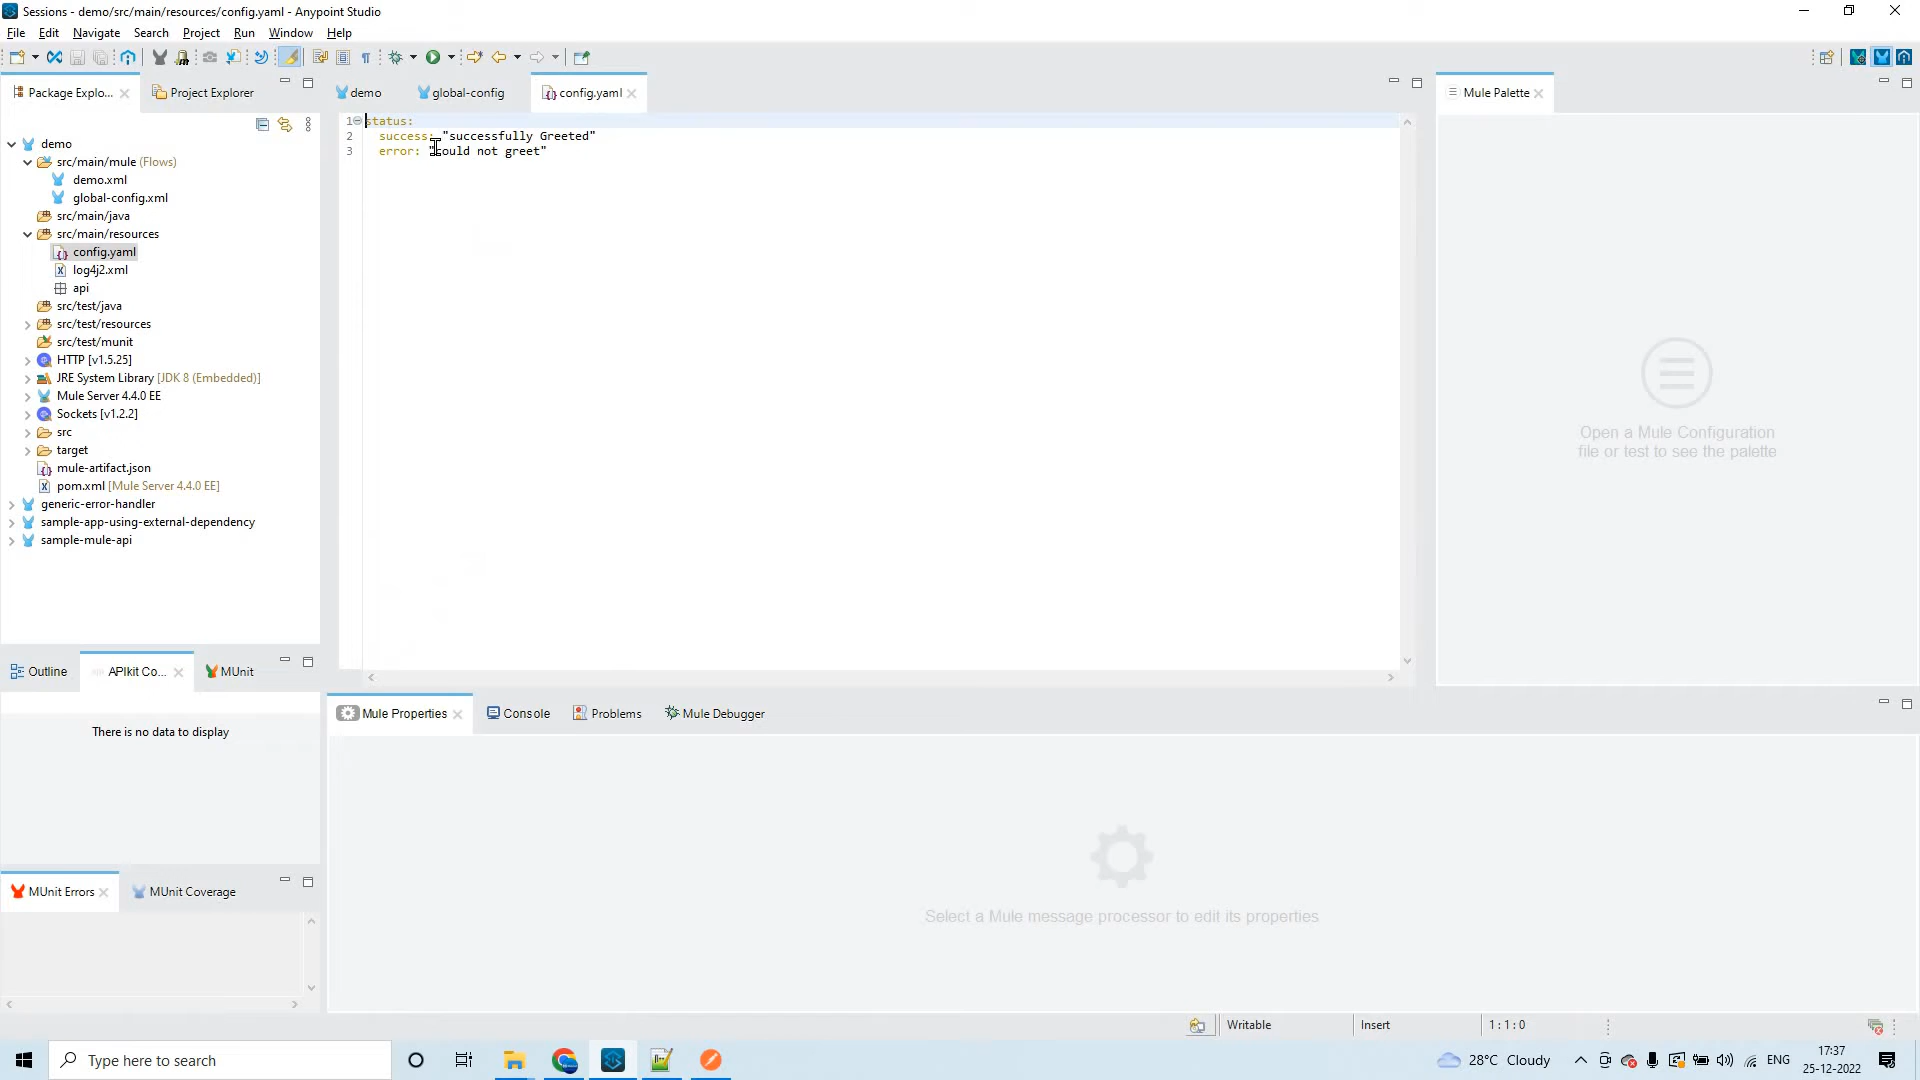 Sessions - demo/src/main/resources/config.yaml - Anypoint Studio
File Edit Navigate Search Project Run Window Help
Package Explo... Project Explorer
demo
src/main/mule (Flows)
demo.xml
global-config.xml
src/main/java
src/main/resources
config.yaml
log4j2.xml
api
src/test/java
src/test/resources
src/test/munit
HTTP [v1.5.25]
JRE System Library [JDK 8 (Embedded)]
Mule Server 4.4.0 EE
Sockets [v1.2.2]
src
target
mule-artifact.json
pom.xml [Mule Server 4.4.0 EE]
generic-error-handler
sample-app-using-external-dependency
sample-mule-api
demo global-config config.yaml
1 status:
2 success: "successfully Greeted"
3 error: "Could not greet"
Mule Palette
Open a Mule Configuration
file or test to see the palette
Outline APIkit Co... MUnit
There is no data to display
MUnit Errors MUnit Coverage
Mule Properties Console Problems Mule Debugger
Select a Mule message processor to edit its properties
Writable Insert 1 : 1 : 0
Type here to search
28°C Cloudy ENG
17:37
25-12-2022